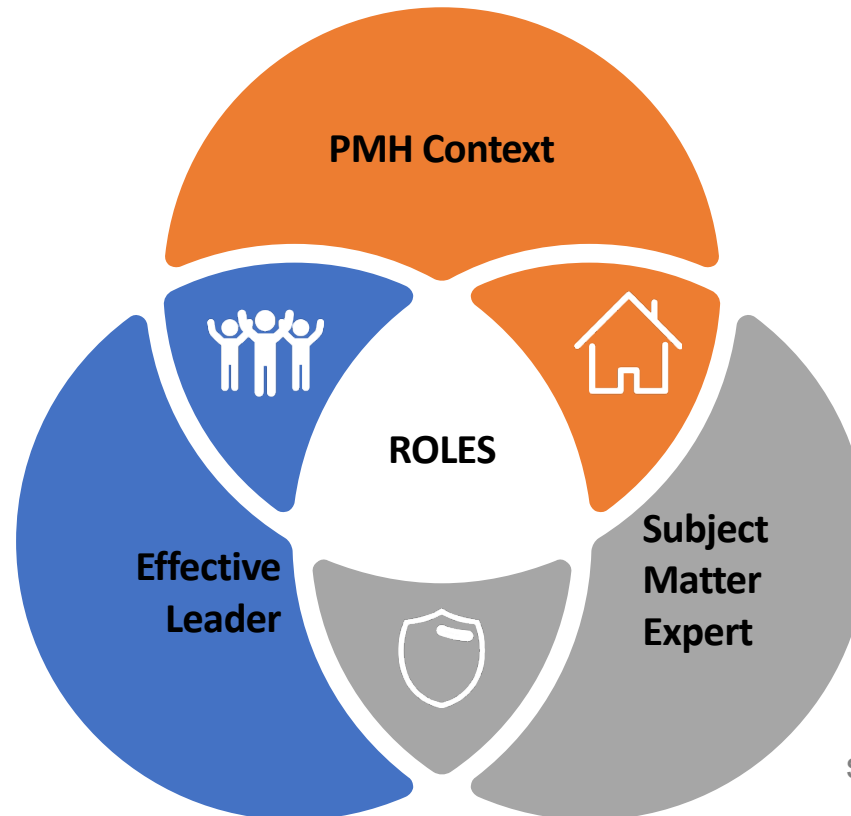 PMH Context
ROLES
Effective
Leader
Subject
Matter
Expert